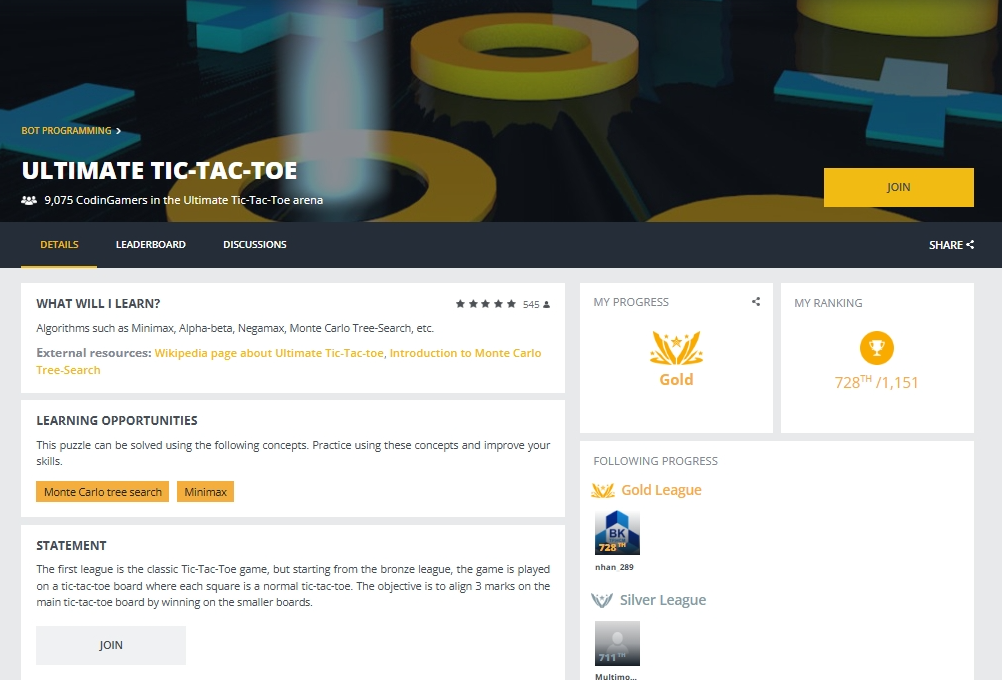 BOT PROGRAMMING
ULTIMATE TIC-TAC-TOE
9,075 CodinGamers in the Ultimate Tic-Tac-Toe arena
JOIN
DETAILS
LEADERBOARD
DISCUSSIONS
SHARE
WHAT WILL I LEARN?
545
Algorithms such as Minimax, Alpha-beta, Negamax, Monte Carlo Tree-Search, etc.
External resources: Wikipedia page about Ultimate Tic-Tac-toe, Introduction to Monte Carlo
Tree-Search
LEARNING OPPORTUNITIES
This puzzle can be solved using the following concepts. Practice using these concepts and improve your
skills.
Monte Carlo tree search
Minimax
STATEMENT
The first league is the classic Tic-Tac-Toe game, but starting from the bronze league, the game is played
on a tic-tac-toe board where each square is a normal tic-tac-toe. The objective is to align 3 marks on the
main tic-tac-toe board by winning on the smaller boards.
JOIN
MY PROGRESS
Gold
MY RANKING
728TH /1,151
FOLLOWING PROGRESS
Gold League
BK
728TH
nhan_289
Silver League
711TH
Multimo...